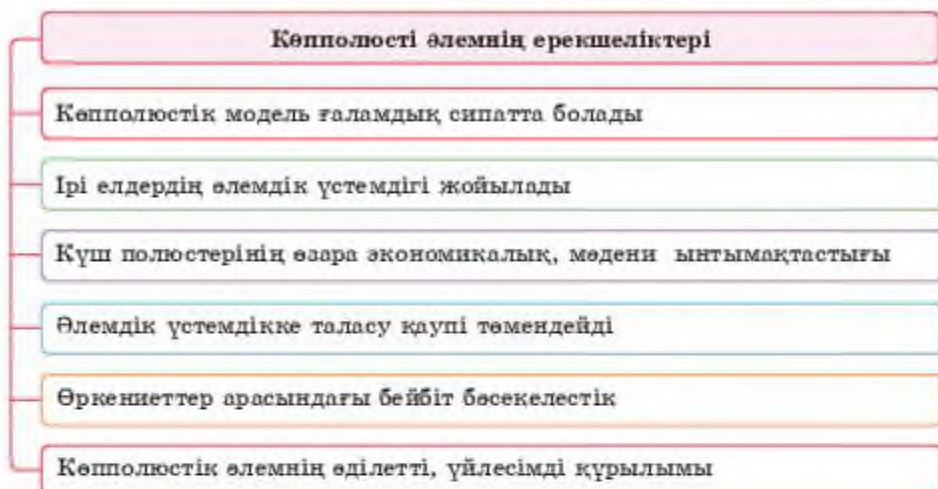 Көпполюсті әлемнің ерекшеліктері
Көпполюстік модель ғаламдық сипатта болады
Ірі елдердің әлемдік үстемдігі жойылады
Күш полюстерінің өзара экономикалық, мәдени ынтымақтастығы
Әлемдік үстемдікке таласу қаупі төмендейді
Өркениеттер арасындағы бейбіт бәсекелестік
Көпполюстік әлемнің әділетті, үйлесімді құрылымы